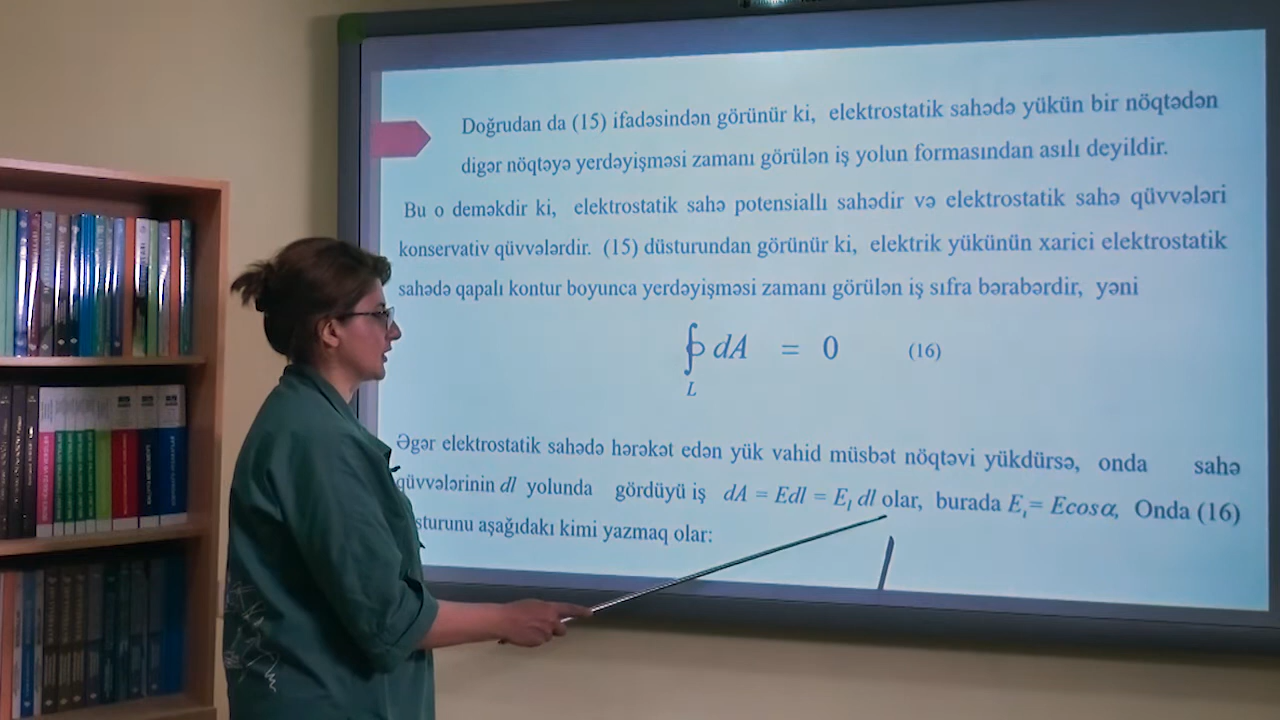 Doğrudan da (15) ifadəsindən görünür ki, elektrostatik sahədə yükün bir nöqtədən
digər nöqtəyə yerdəyişməsi zamanı görülən iş yolun formasından asılı deyildir.
Bu o deməkdir ki, elektrostatik sahə potensiallı sahədir və elektrostatik sahə qüvvələri
konservativ qüvvələrdir. (15) düsturundan görünür ki, elektrik yükünün xarici elektrostatik
sahədə qapalı kontur boyunca yerdəyişməsi zamanı görülən iş sıfra bərabərdir, yəni
∮ dA = 0 (16)
L
Əgər elektrostatik sahədə hərəkət edən yük vahid müsbət nöqtəvi yükdürsə, onda sahə
qüvvələrinin dl yolunda gördüyü iş dA = Edl = E_l dl olar, burada E_l = Ecosα, Onda (16)
sturunu aşağıdakı kimi yazmaq olar: